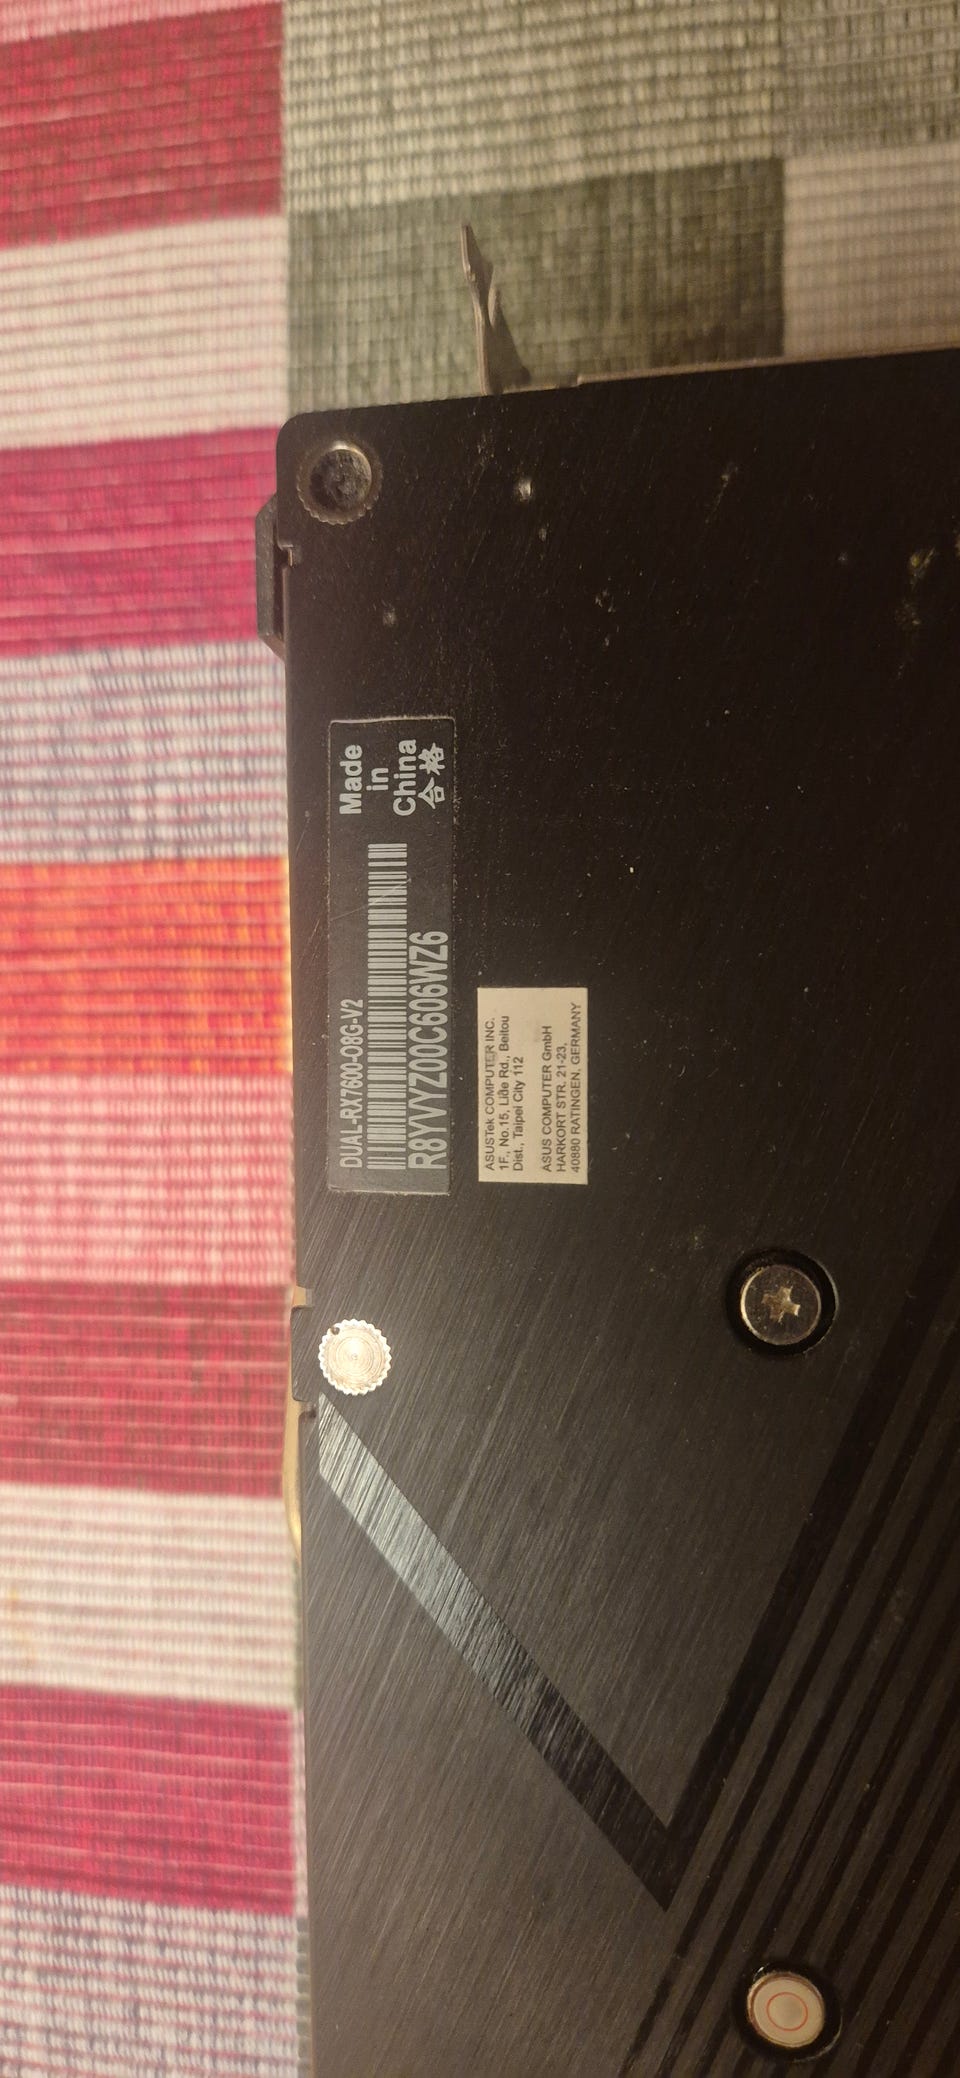 DUAL-RX7600-O8G-V2
R8YVYZ00C606WZ6
Made
in
China
合格
ASUSTek COMPUTER INC.
1F., No.15, Lide Rd., Beitou
Dist., Taipei City 112
ASUS COMPUTER GmbH
HARKORT STR. 21-23,
40880 RATINGEN, GERMANY